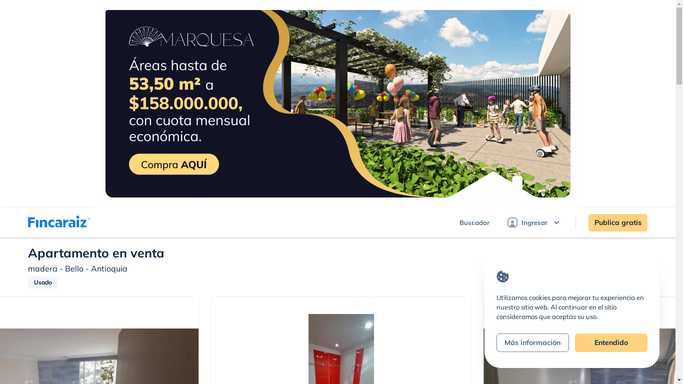 MARQUESA
Áreas hasta de
53,50 m² a
$158.000.000,
con cuota mensual
económica.
Compra AQUÍ
Fincaraiz
Buscador
Ingresar
Publica gratis
Apartamento en venta
madera - Bello - Antioquia
Usado
Utilizamos cookies para mejorar tu experiencia en
nuestro sitio web. Al continuar en el sitio
consideramos que aceptas su uso.
Más información
Entendido